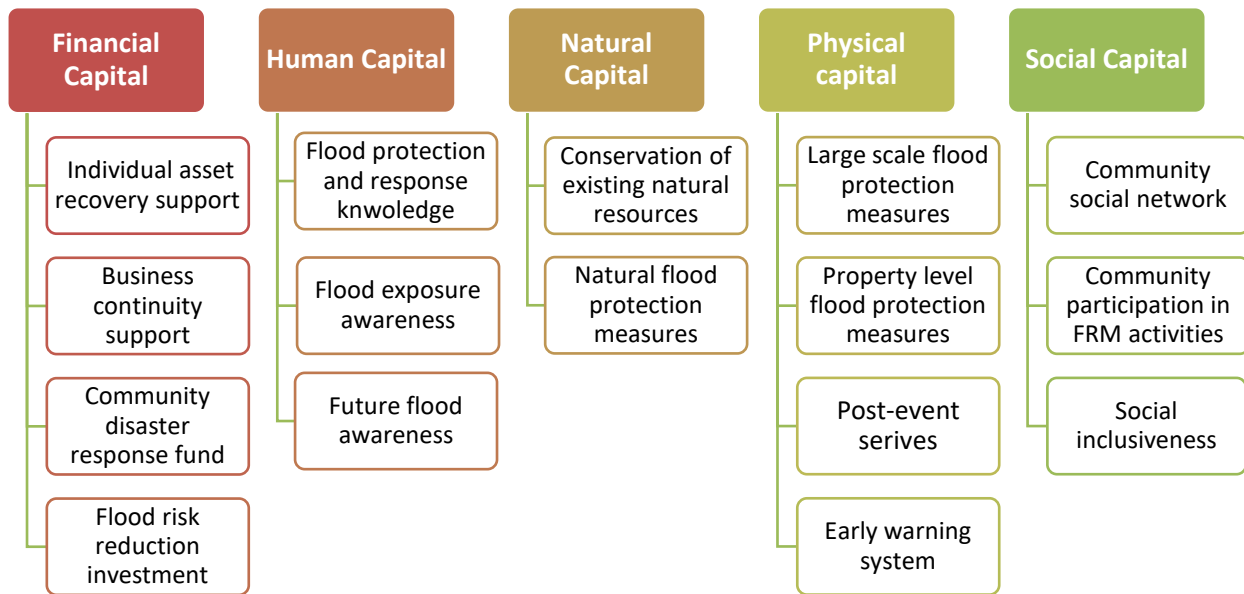 Financial
Capital
Individual asset
recovery support
Business
continuity
support
Community
disaster
response fund
Flood risk
reduction
investment
Human Capital
Flood protection
and response
knwoledge
Flood exposure
awareness
Future flood
awareness
Natural
Capital
Conservation of
existing natural
resources
Natural flood
protection
measures
Physical
capital
Large scale flood
protection
measures
Property level
flood protection
measures
Post-event
serives
Early warning
system
Social Capital
Community
social network
Community
participation in
FRM activities
Social
inclusiveness